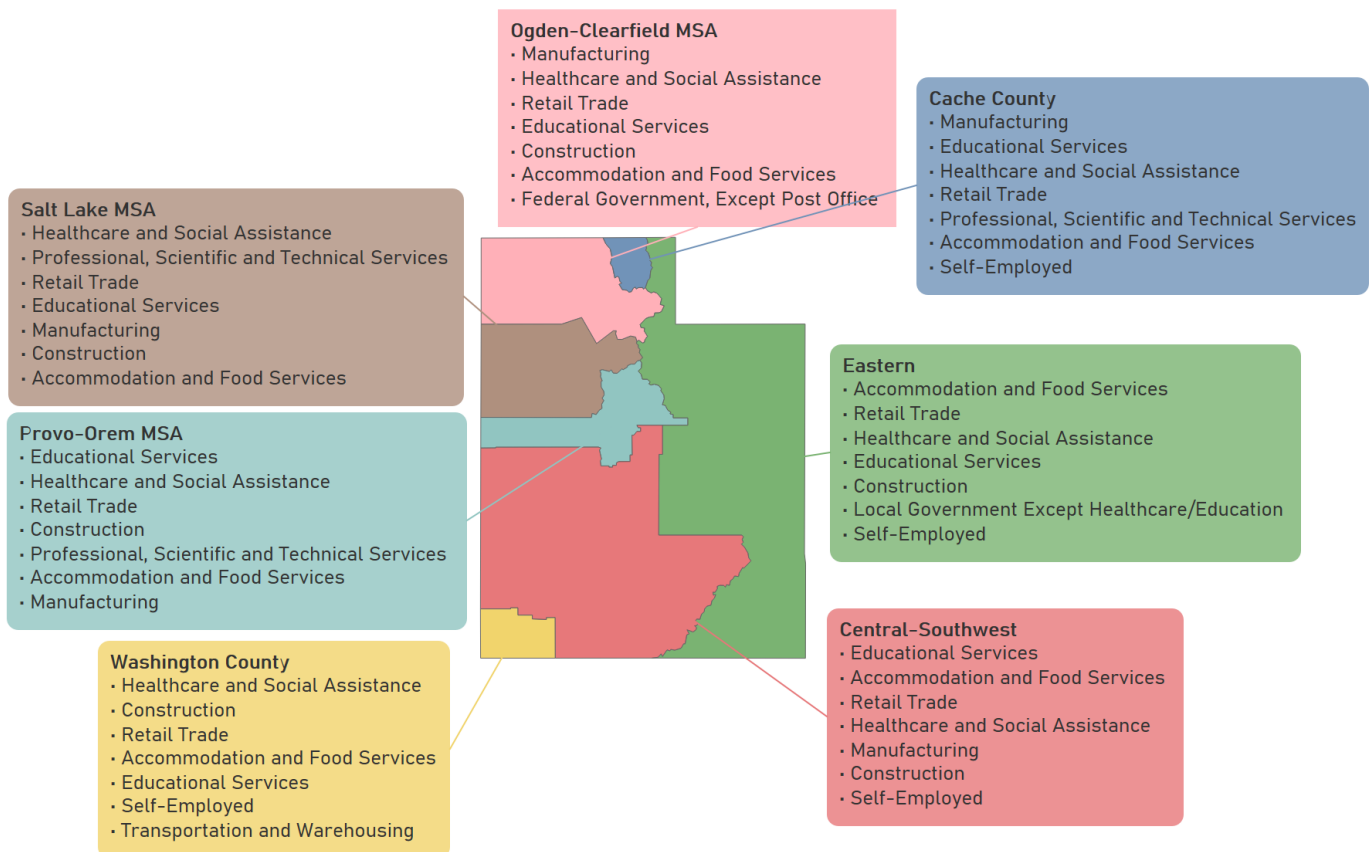 Ogden-Clearfield MSA
· Manufacturing
· Healthcare and Social Assistance
· Retail Trade
· Educational Services
· Construction
· Accommodation and Food Services
· Federal Government, Except Post Office
Cache County
· Manufacturing
· Educational Services
· Healthcare and Social Assistance
· Retail Trade
· Professional, Scientific and Technical Services
· Accommodation and Food Services
· Self-Employed
Salt Lake MSA
· Healthcare and Social Assistance
· Professional, Scientific and Technical Services
· Retail Trade
· Educational Services
· Manufacturing
· Construction
· Accommodation and Food Services
Eastern
· Accommodation and Food Services
· Retail Trade
· Healthcare and Social Assistance
· Educational Services
· Construction
· Local Government Except Healthcare/Education
· Self-Employed
Provo-Orem MSA
· Educational Services
· Healthcare and Social Assistance
· Retail Trade
· Construction
· Professional, Scientific and Technical Services
· Accommodation and Food Services
· Manufacturing
Central-Southwest
· Educational Services
· Accommodation and Food Services
· Retail Trade
· Healthcare and Social Assistance
· Manufacturing
· Construction
· Self-Employed
Washington County
· Healthcare and Social Assistance
· Construction
· Retail Trade
· Accommodation and Food Services
· Educational Services
· Self-Employed
· Transportation and Warehousing